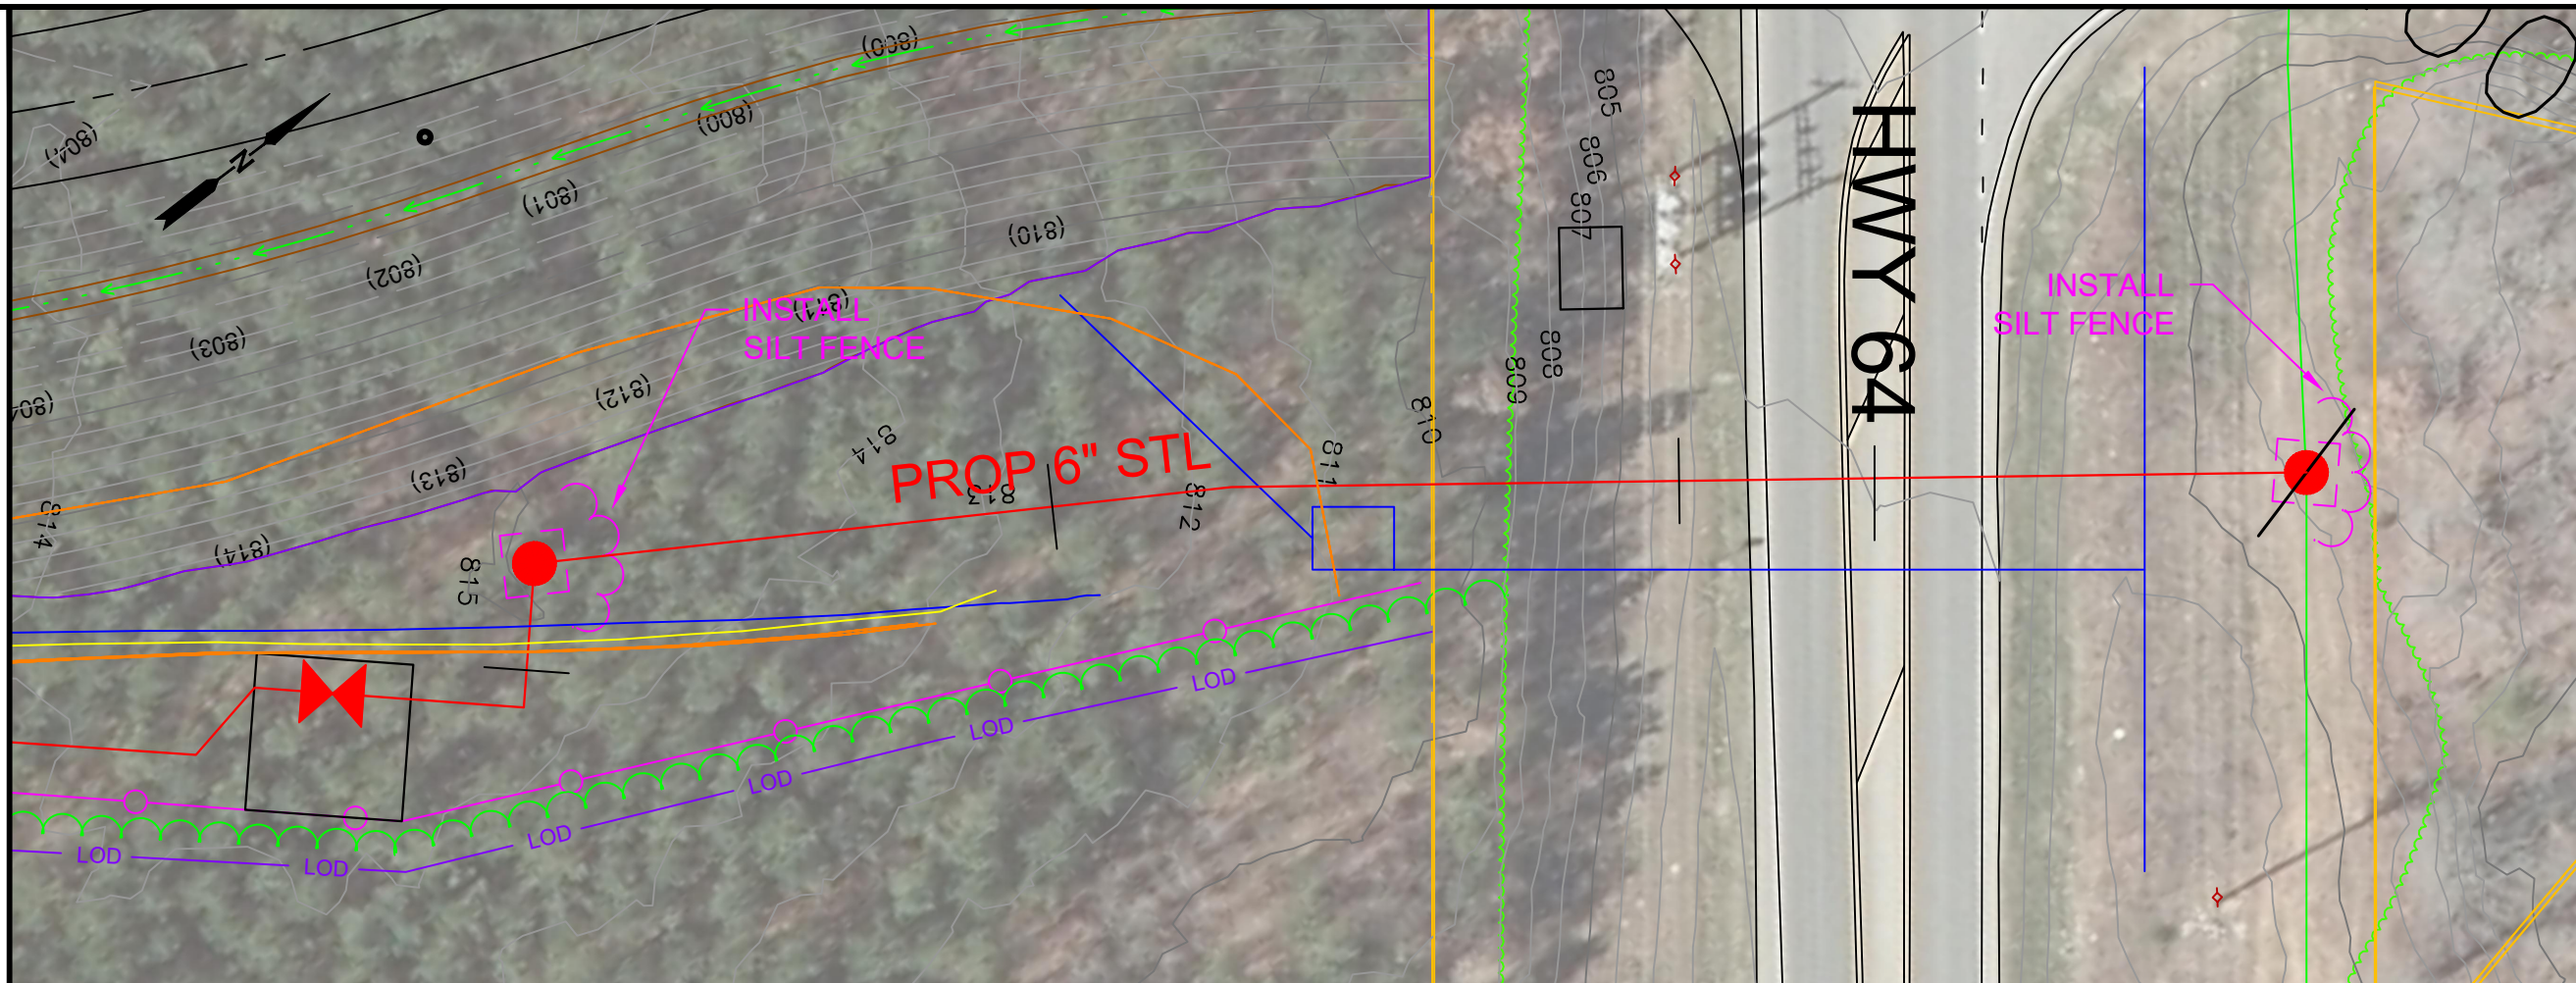 (800)
805
(804)
N
(800)
806
(801)
807
HWY 64
(810)
(802)
INSTALL
SILT FENCE
(811)
INSTALL
SILT FENCE
(803)
808
809
(812)
810
814
811
(813)
PROP 6" STL
813
812
814
(814)
815
LOD
LOD
LOD
LOD
LOD
LOD